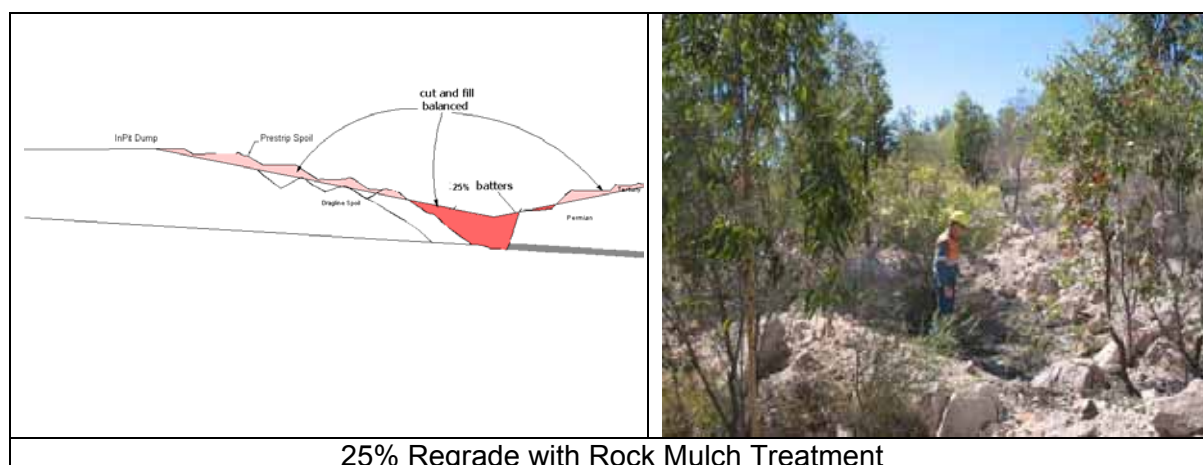 cut and fill
balanced
InPit Dump
Prestrip Spoil
25% batters
Dragline Spoil
Tertiary
Permian
25% Regrade with Rock Mulch Treatment